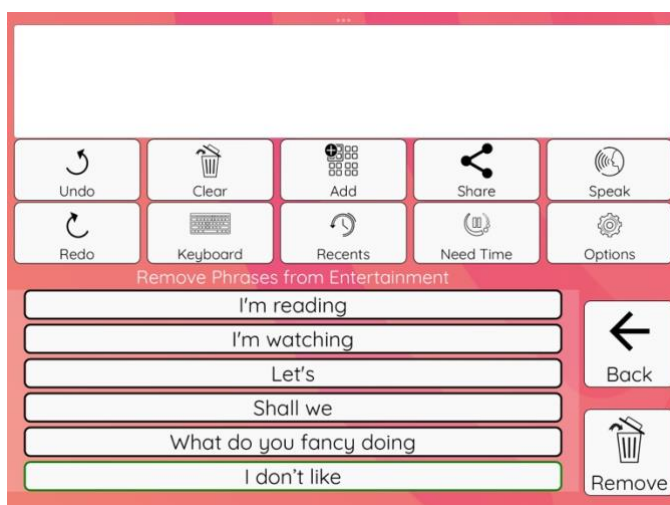 Undo Clear Add Share Speak
Redo Keyboard Recents Need Time Options
Remove Phrases from Entertainment
I'm reading
I'm watching
Let's
Back
Shall we
What do you fancy doing
I don't like
Remove